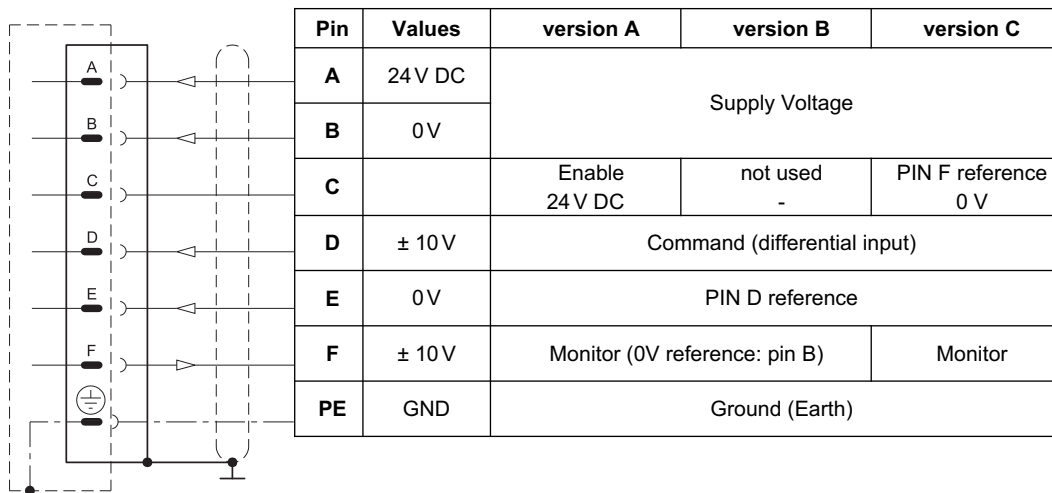 Pin Values version A version B version C
A 24 V DC
Supply Voltage
B 0 V
C Enable not used PIN F reference
24 V DC - 0 V
D ± 10 V Command (differential input)
E 0 V PIN D reference
F ± 10 V Monitor (0V reference: pin B) Monitor
PE GND Ground (Earth)
A
B
C
D
E
F